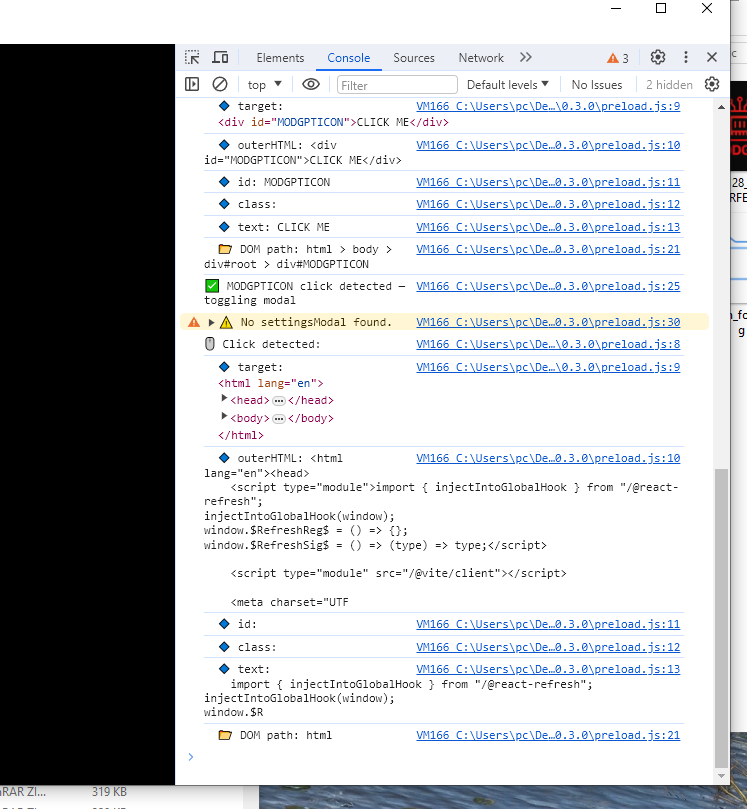 Elements Console Sources Network 3
top Filter Default levels No Issues 2 hidden
target: VM166 C:\Users\pc\De…\0.3.0\preload.js:9
<div id="MODGPTICON">CLICK ME</div>
outerHTML: <div VM166 C:\Users\pc\De…0.3.0\preload.js:10
id="MODGPTICON">CLICK ME</div>
id: MODGPTICON VM166 C:\Users\pc\De…0.3.0\preload.js:11
class: VM166 C:\Users\pc\De…0.3.0\preload.js:12
text: CLICK ME VM166 C:\Users\pc\De…0.3.0\preload.js:13
DOM path: html > body > VM166 C:\Users\pc\De…0.3.0\preload.js:21
div#root > div#MODGPTICON
MODGPTICON click detected — VM166 C:\Users\pc\De…0.3.0\preload.js:25
toggling modal
No settingsModal found. VM166 C:\Users\pc\De…0.3.0\preload.js:30
Click detected: VM166 C:\Users\pc\De…\0.3.0\preload.js:8
target: VM166 C:\Users\pc\De…\0.3.0\preload.js:9
<html lang="en">
<head>…</head>
<body>…</body>
</html>
outerHTML: <html VM166 C:\Users\pc\De…0.3.0\preload.js:10
lang="en"><head>
<script type="module">import { injectIntoGlobalHook } from "/@react-
refresh";
injectIntoGlobalHook(window);
window.$RefreshReg$ = () => {};
window.$RefreshSig$ = () => (type) => type;</script>
<script type="module" src="/@vite/client"></script>
<meta charset="UTF
id: VM166 C:\Users\pc\De…0.3.0\preload.js:11
class: VM166 C:\Users\pc\De…0.3.0\preload.js:12
text: VM166 C:\Users\pc\De…0.3.0\preload.js:13
import { injectIntoGlobalHook } from "/@react-refresh";
injectIntoGlobalHook(window);
window.$R
DOM path: html VM166 C:\Users\pc\De…0.3.0\preload.js:21
RAR ZI... 319 KB